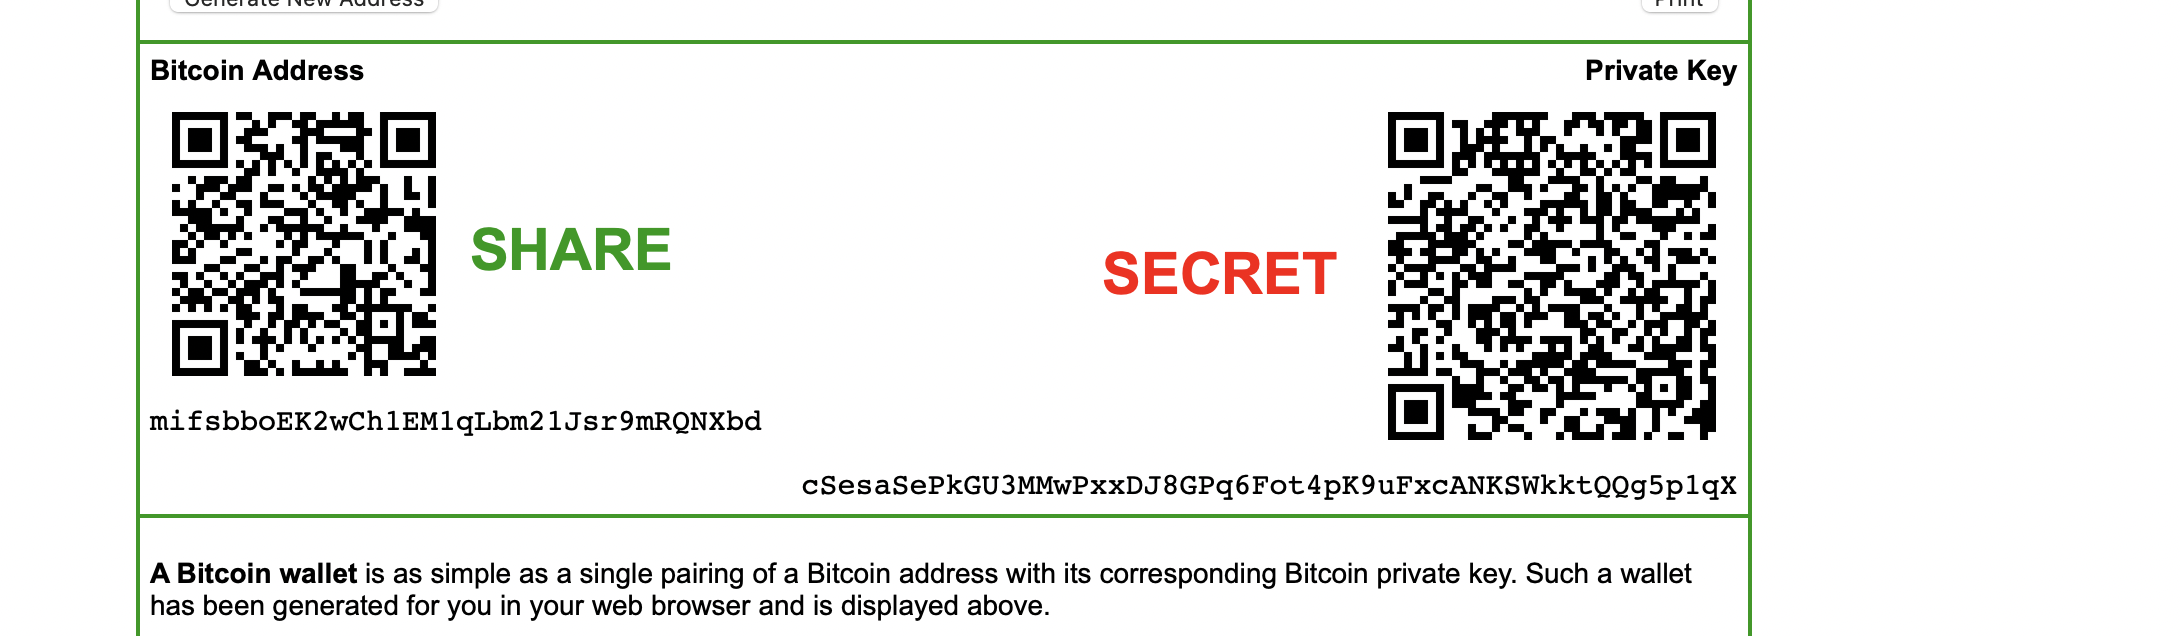 Generate New Address
Print
Bitcoin Address
Private Key
SHARE
SECRET
mifsbboEK2wCh1EM1qLbm21Jsr9mRQNXbd
cSesaSePkGU3MMwPxxDJ8GPq6Fot4pK9uFxcANKSWkktQQg5p1qX
A Bitcoin wallet is as simple as a single pairing of a Bitcoin address with its corresponding Bitcoin private key. Such a wallet
has been generated for you in your web browser and is displayed above.